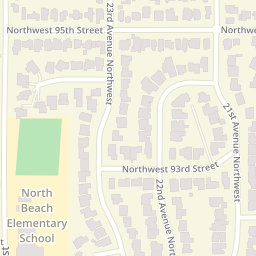 Northwest 95th Street
Northwe
23rd Avenue Northwest
21st Avenue Northwest
Northwest 93rd Street
22nd Avenue Nort
North
Beach
Elementary
School